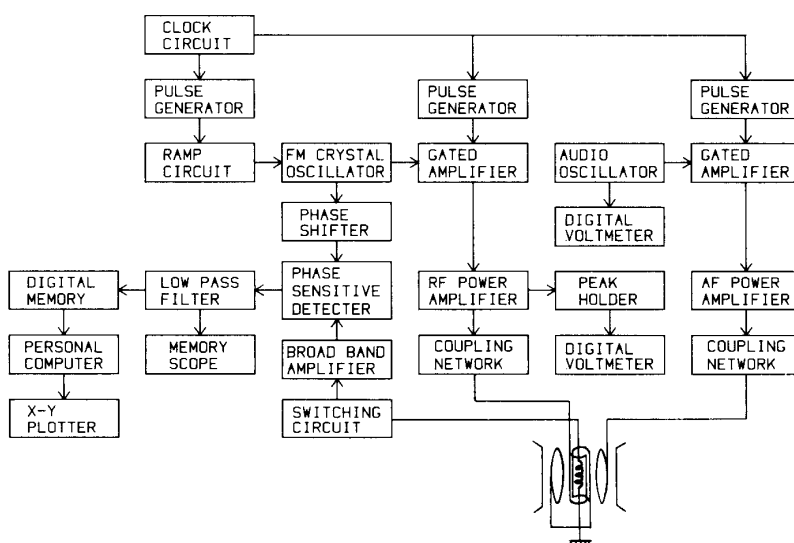 CLOCK
CIRCUIT
PULSE
GENERATOR
PULSE
GENERATOR
PULSE
GENERATOR
RAMP
CIRCUIT
FM CRYSTAL
OSCILLATOR
GATED
AMPLIFIER
AUDIO
OSCILLATOR
GATED
AMPLIFIER
PHASE
SHIFTER
DIGITAL
VOLTMETER
DIGITAL
MEMORY
LOW PASS
FILTER
PHASE
SENSITIVE
DETECTER
RF POWER
AMPLIFIER
PEAK
HOLDER
AF POWER
AMPLIFIER
PERSONAL
COMPUTER
MEMORY
SCOPE
BROAD BAND
AMPLIFIER
COUPLING
NETWORK
DIGITAL
VOLTMETER
COUPLING
NETWORK
X-Y
PLOTTER
SWITCHING
CIRCUIT